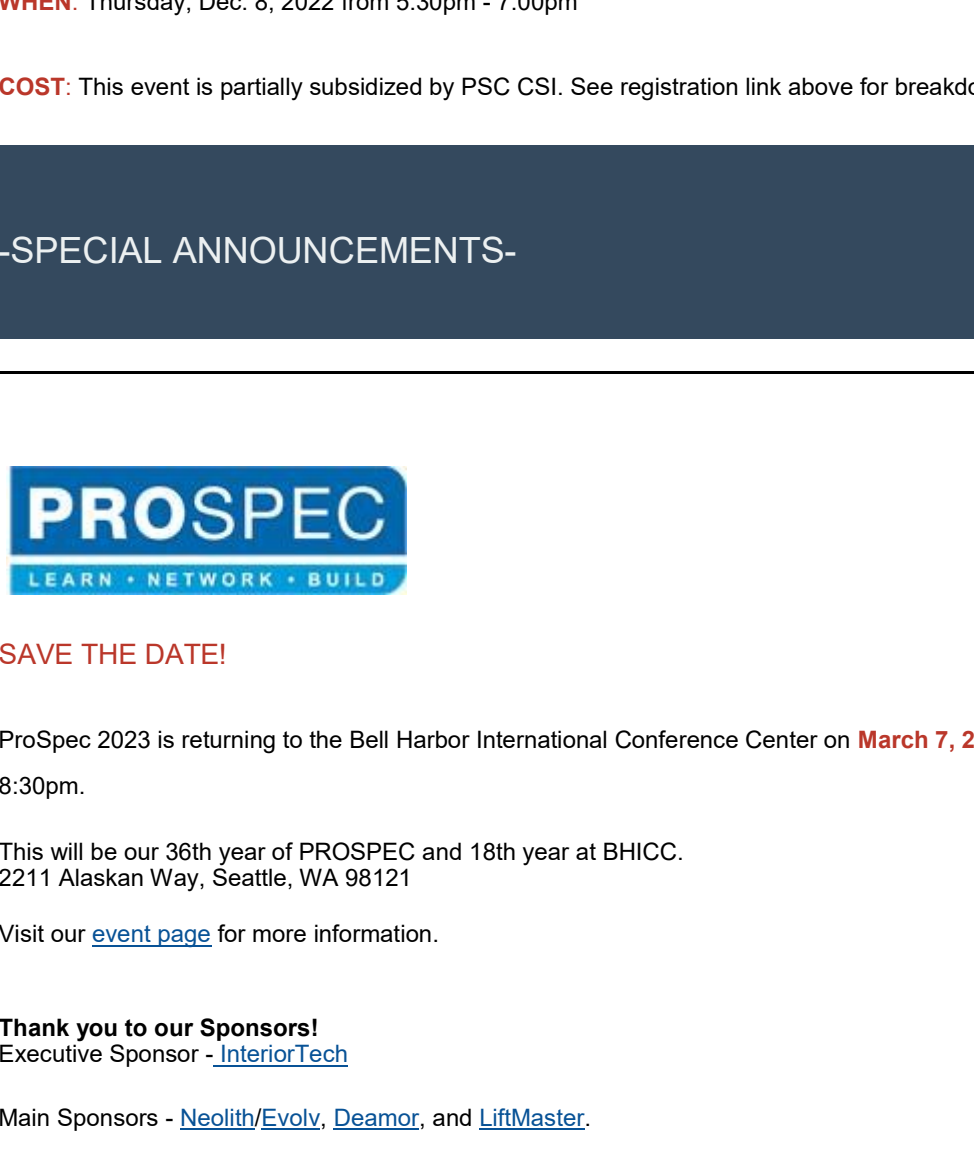 WHEN: Thursday, Dec. 8, 2022 from 5:30pm - 7:00pm
COST: This event is partially subsidized by PSC CSI. See registration link above for
-SPECIAL ANNOUNCEMENTS-
PROSPEC
LEARN • NETWORK • BUILD
SAVE THE DATE!
ProSpec 2023 is returning to the Bell Harbor International Conference Center on March 7,
8:30pm.
This will be our 36th year of PROSPEC and 18th year at BHICC.
2211 Alaskan Way, Seattle, WA 98121
Visit our event page for more information.
Thank you to our Sponsors!
Executive Sponsor - InteriorTech
Main Sponsors - Neolith/Evolv, Deamor, and LiftMaster.